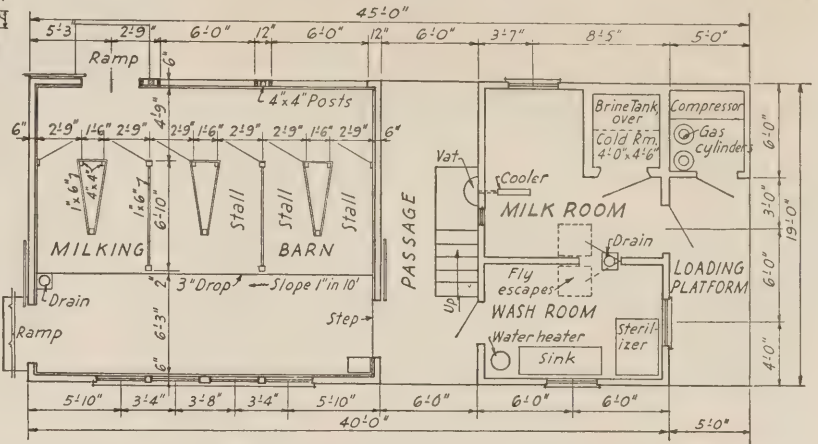 45'-0"
5'-3" 2'-9" 6'-0" 12" 6'-0" 12" 6'-0" 3'-7" 8'-5" 5'-0"
Ramp
6"
4"x4" Posts
4'-9"
6" 2'-9" 1'-6" 2'-9" 2'-9" 1'-6" 2'-9" 2'-9" 1'-6" 2'-9" 6"
Brine Tank
over
Cold Rm.
4'-0"x4'-6"
Compressor
Gas
cylinders
6'-0"
1"x6"
4"x4"
1"x6"
6'-10"
Stall
Stall
Stall
Vat
Cooler
MILKING BARN
PASSAGE
MILK ROOM
3'-0"
19'-0"
Drain
3" Drop
Slope 1" in 10'
2"
Drain
Fly
escapes
LOADING
PLATFORM
6'-0"
Up
WASH ROOM
Ramp
6'-3"
Step
Water heater
Sink
Steril-
izer
4'-0"
6"
5'-10" 3'-4" 3'-8" 3'-4" 5'-10" 6'-0" 6'-0" 6'-0"
40'-0" 5'-0"